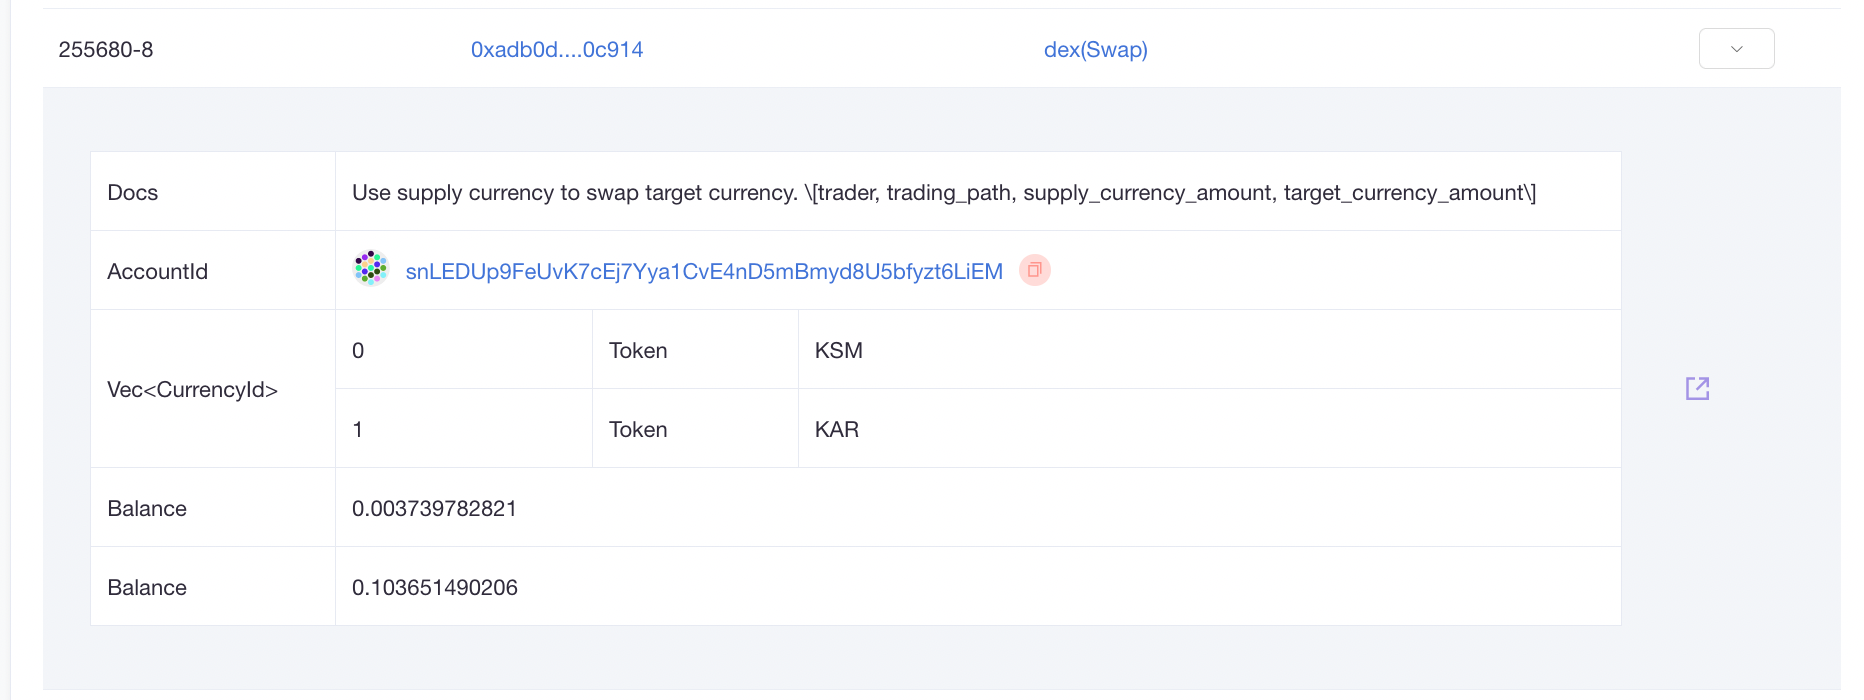 255680-8 0xadb0d....0c914 dex(Swap)
Docs Use supply currency to swap target currency. \[trader, trading_path, supply_currency_amount, target_currency_amount\]
AccountId snLEDUp9FeUvK7cEj7Yya1CvE4nD5mBmyd8U5bfyzt6LiEM
Vec<CurrencyId>
0 Token KSM
1 Token KAR
Balance 0.003739782821
Balance 0.103651490206